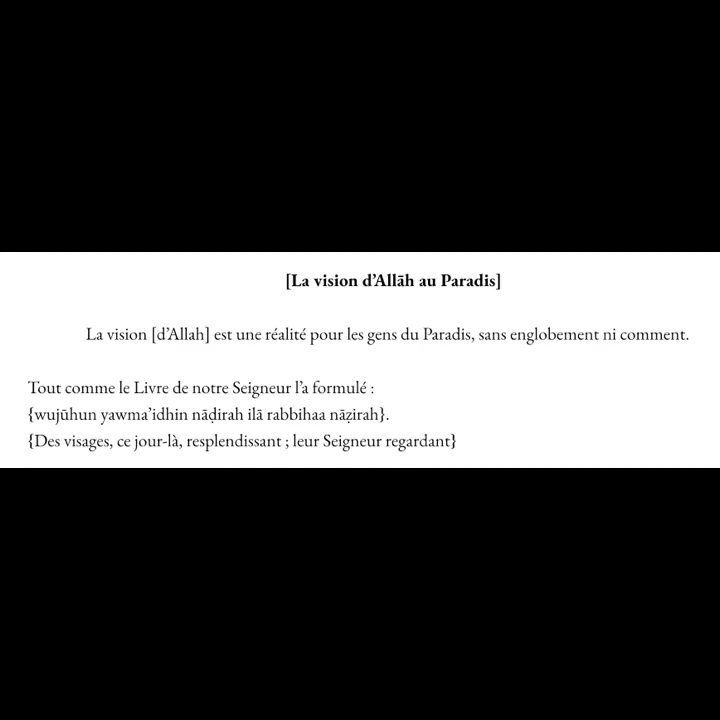 [La vision d’Allāh au Paradis]
La vision [d’Allah] est une réalité pour les gens du Paradis, sans englobement ni comment.
Tout comme le Livre de notre Seigneur l’a formulé :
{wujūhun yawma’idhin nāḍirah ilā rabbihaa nāẓirah}.
{Des visages, ce jour-là, resplendissant ; leur Seigneur regardant}